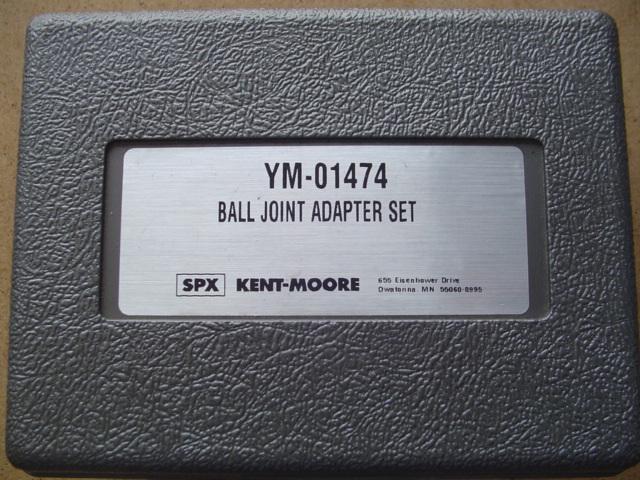 YM-01474
BALL JOINT ADAPTER SET
SPX KENT-MOORE
655 Eisenhower Drive
Owatonna, MN 55060-8995